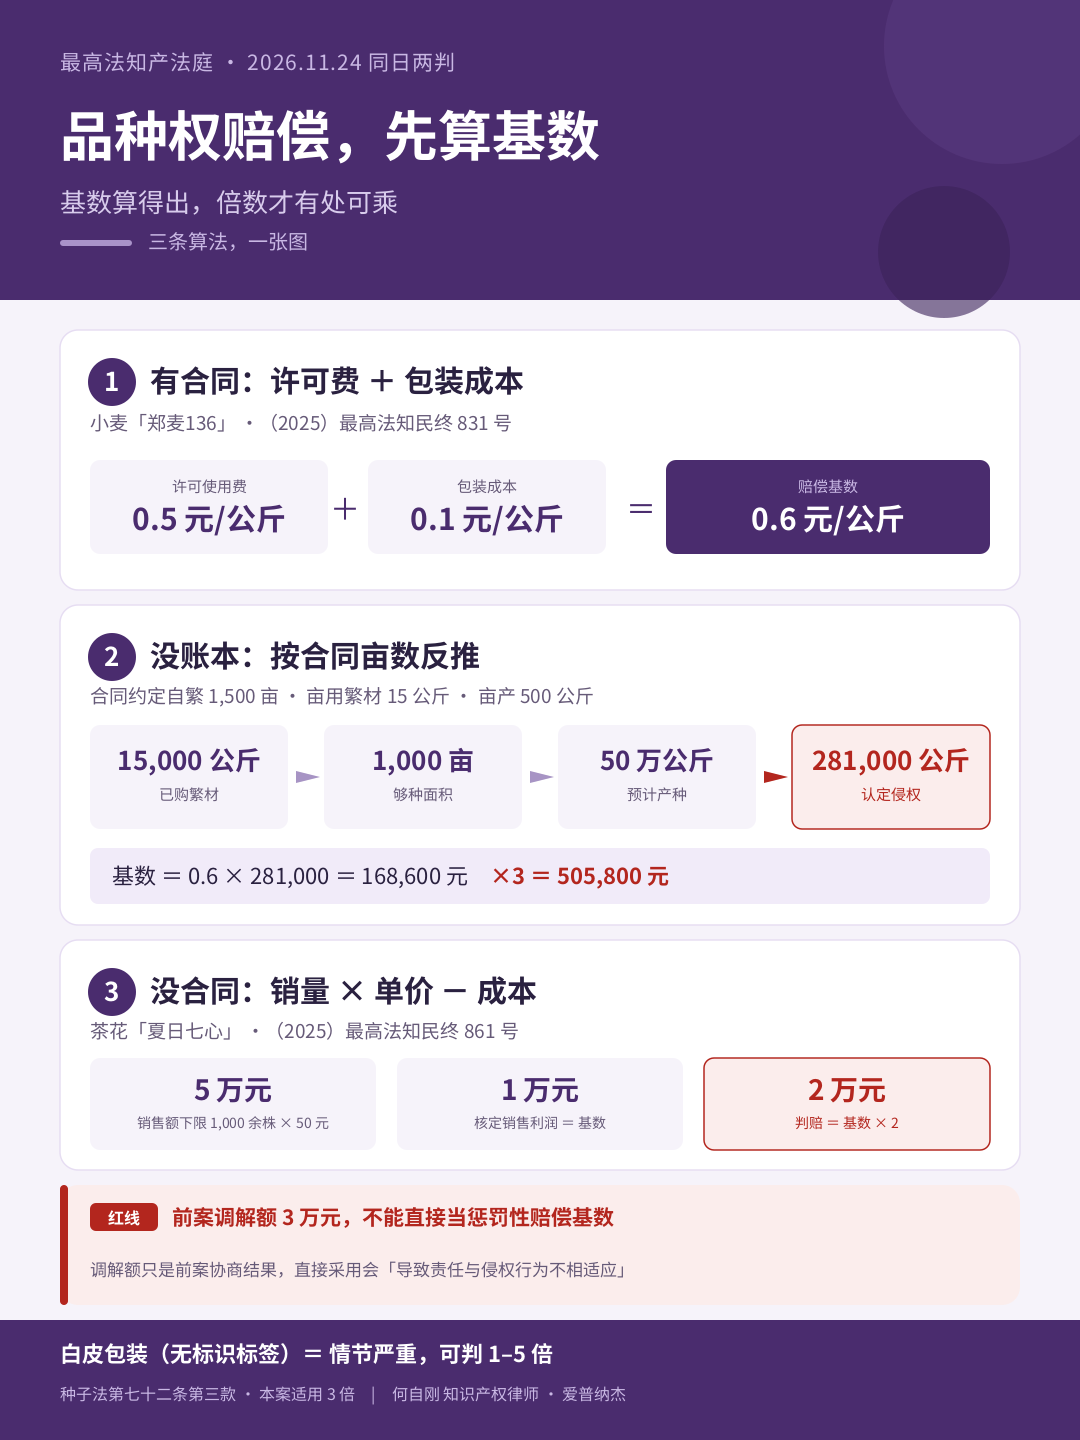 最高法知产法庭 · 2026.11.24 同日两判
品种权赔偿，先算基数
基数算得出，倍数才有处可乘
三条算法，一张图
1 有合同：许可费 ＋ 包装成本
小麦「郑麦136」 · （2025）最高法知民终 831 号
许可使用费
0.5 元/公斤
＋
包装成本
0.1 元/公斤
＝
赔偿基数
0.6 元/公斤
2 没账本：按合同亩数反推
合同约定自繁 1,500 亩 · 亩用繁材 15 公斤 · 亩产 500 公斤
15,000 公斤
已购繁材
1,000 亩
够种面积
50 万公斤
预计产种
281,000 公斤
认定侵权
基数 ＝ 0.6 × 281,000 ＝ 168,600 元 ×3 ＝ 505,800 元
3 没合同：销量 × 单价 － 成本
茶花「夏日七心」 · （2025）最高法知民终 861 号
5 万元
销售额下限 1,000 余株 × 50 元
1 万元
核定销售利润 ＝ 基数
2 万元
判赔 ＝ 基数 × 2
红线 前案调解额 3 万元，不能直接当惩罚性赔偿基数
调解额只是前案协商结果，直接采用会「导致责任与侵权行为不相适应」
白皮包装（无标识标签）＝ 情节严重，可判 1–5 倍
种子法第七十二条第三款 · 本案适用 3 倍 ｜ 何自刚 知识产权律师 · 爱普纳杰